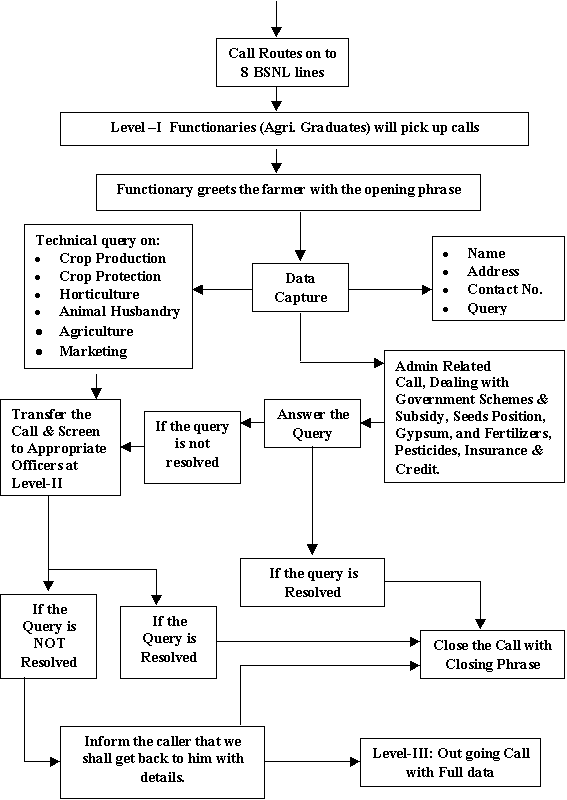 Call Routes on to
8 BSNL lines
Level –I  Functionaries (Agri. Graduates) will pick up calls
Functionary greets the farmer with the opening phrase
Technical query on:
• Crop Production
• Crop Protection
• Horticulture
• Animal Husbandry
• Agriculture
• Marketing
Data
Capture
• Name
• Address
• Contact No.
• Query
Admin Related
Call, Dealing with
Government Schemes &
Subsidy, Seeds Position,
Gypsum, and Fertilizers,
Pesticides, Insurance &
Credit.
Answer the
Query
If the query
is not
resolved
Transfer the
Call & Screen
to Appropriate
Officers at
Level-II
If the query is
Resolved
If the
Query is
NOT
Resolved
If the
Query is
Resolved
Close the Call with
Closing Phrase
Inform the caller that we
shall get back to him with
details.
Level-III: Out going Call
with Full data